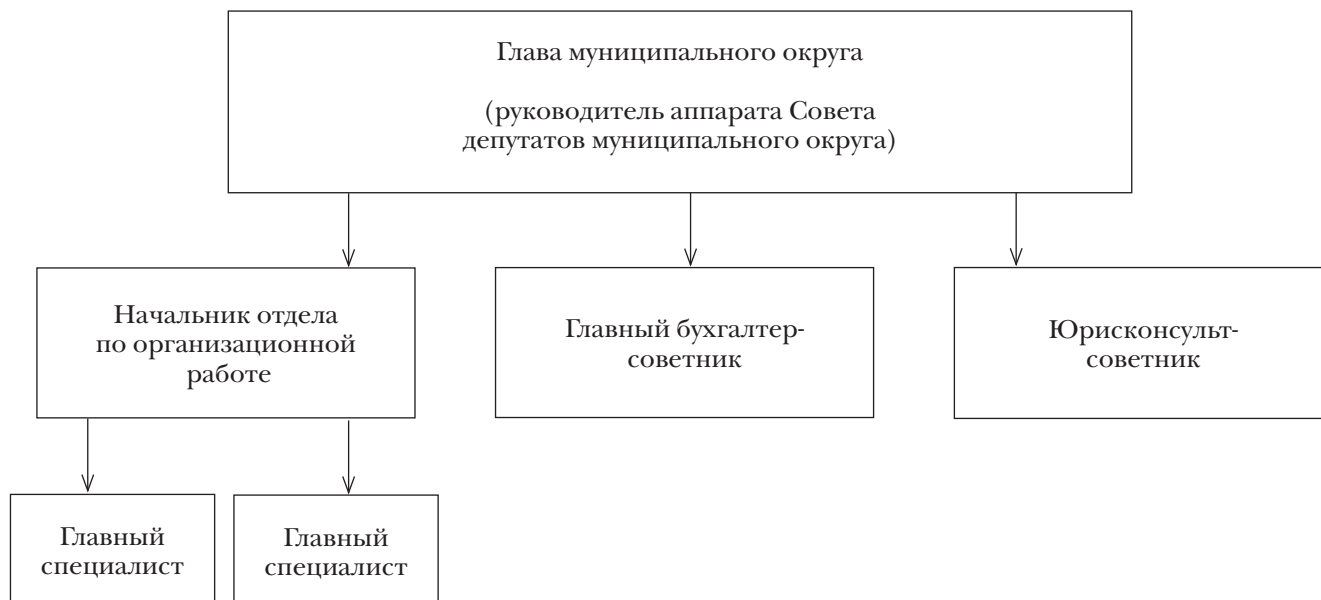 Глава муниципального округа
(руководитель аппарата Совета
депутатов муниципального округа)
Начальник отдела
по организационной
работе
Главный бухгалтер-
советник
Юрисконсульт-
советник
Главный
специалист
Главный
специалист